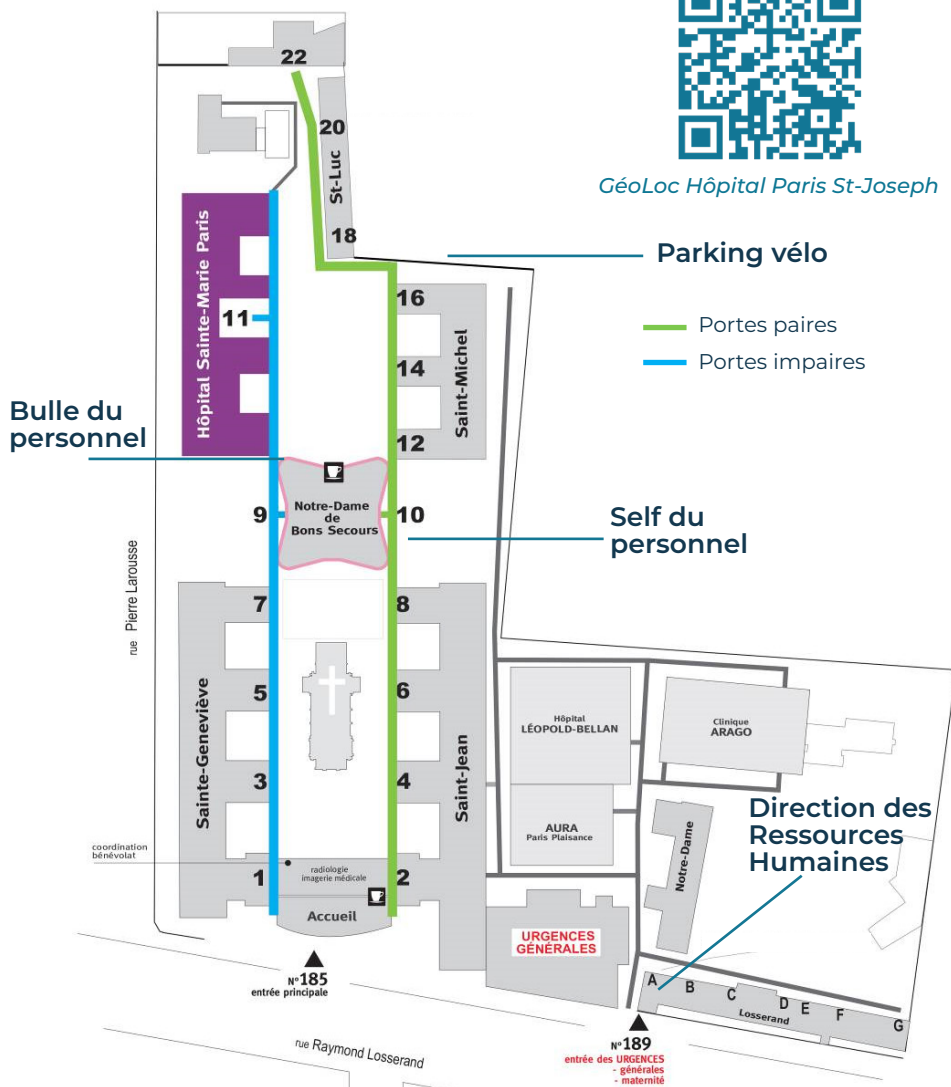 22
20
St-Luc
18
GéoLoc Hôpital Paris St-Joseph
Parking vélo
Portes paires
Portes impaires
Hôpital Sainte-Marie Paris
11
16
14
12
Saint-Michel
Bulle du
personnel
Notre-Dame
de
Bons Secours
9
10
Self du
personnel
rue Pierre Larousse
7
8
5
6
3
4
Sainte-Geneviève
Saint-Jean
Hôpital
LÉOPOLD-BELLAN
Clinique
ARAGO
AURA
Paris Plaisance
Notre-Dame
Direction des
Ressources
Humaines
coordination
bénévolat
radiologie
imagerie médicale
1
2
Accueil
URGENCES
GÉNÉRALES
N°185
entrée principale
A
B
C
D
E
F
G
Losserand
N°189
entrée des URGENCES
- générales
- maternité
rue Raymond Losserand